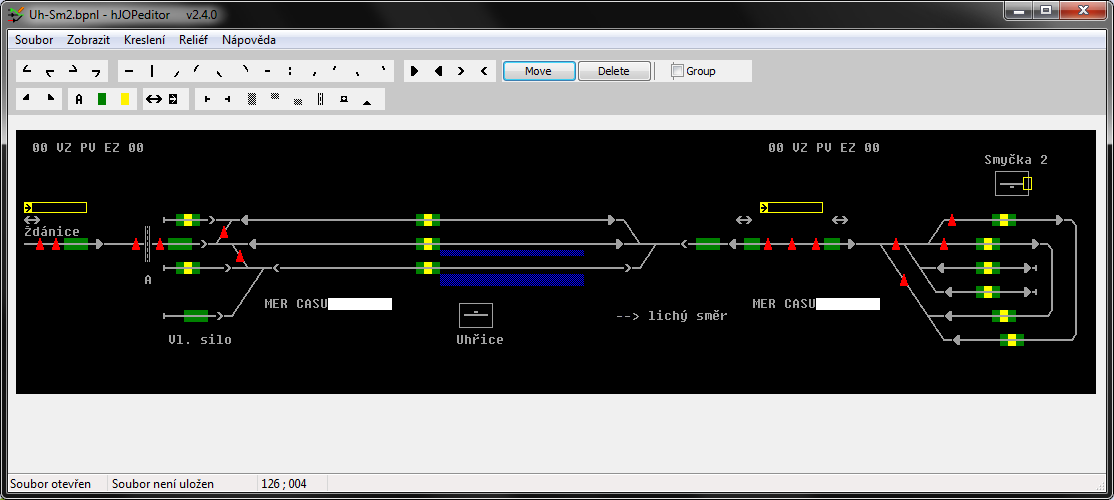 Uh-Sm2.bpnl - hJOPeditor v2.4.0
Soubor Zobrazit Kreslení Reliéf Nápověda
Move Delete Group
A
00 VZ PV EZ 00 00 VZ PV EZ 00
Smyčka 2
Ždánice
A
MER CASU MER CASU
--> lichý směr
Vl. silo Uhřice
Soubor otevřen Soubor není uložen 126 ; 004